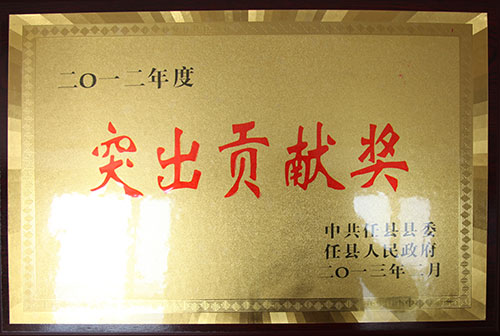 二〇一二年度
突出贡献奖
中共任县县委
任县人民政府
二〇一三年二月